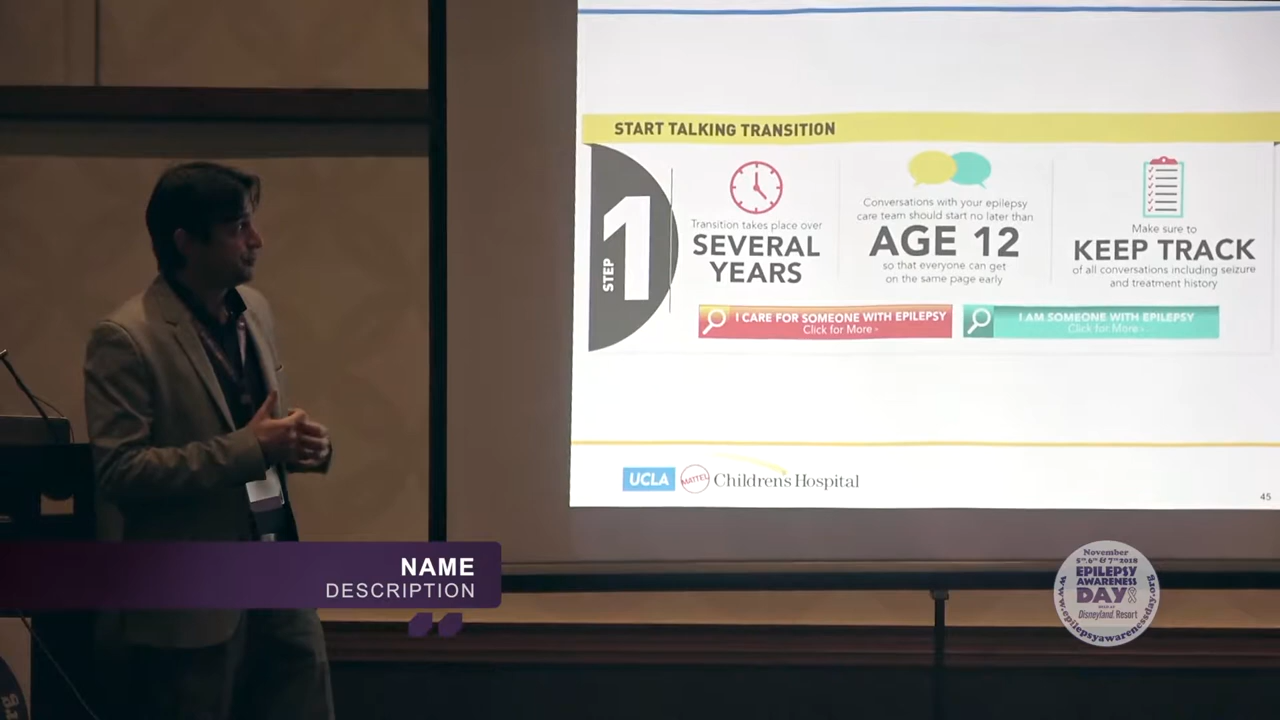 START TALKING TRANSITION
STEP 1
Transition takes place over
SEVERAL
YEARS
Conversations with your epilepsy
care team should start no later than
AGE 12
so that everyone can get
on the same page early
Make sure to
KEEP TRACK
of all conversations including seizure
and treatment history
I CARE FOR SOMEONE WITH EPILEPSY
Click for More ›
I AM SOMEONE WITH EPILEPSY
Click for More ›
UCLA MATTEL Children's Hospital
45
NAME
DESCRIPTION
November
5th, 6th & 7th 2018
EPILEPSY
AWARENESS
DAY
Disneyland Resort
www.epilepsyawarenessday.org